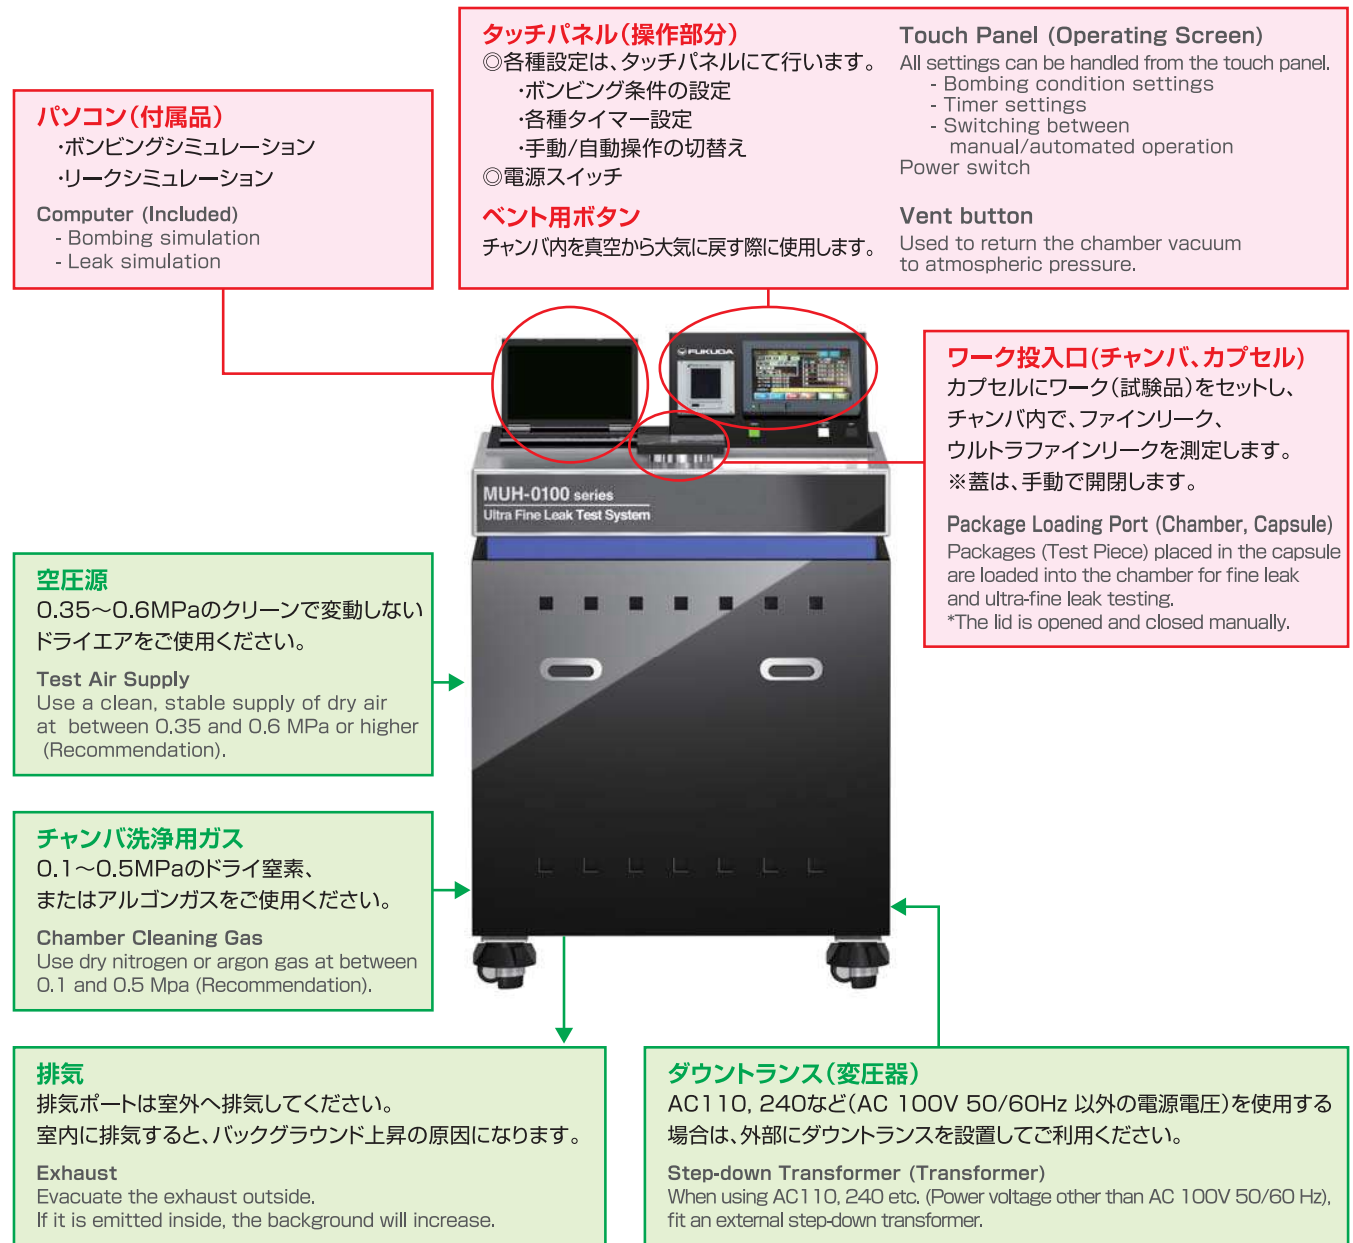 タッチパネル(操作部分)
◎各種設定は、タッチパネルにて行います。
・ボンビング条件の設定
・各種タイマー設定
・手動/自動操作の切替え
◎電源スイッチ
ベント用ボタン
チャンバ内を真空から大気に戻す際に使用します。
Touch Panel (Operating Screen)
All settings can be handled from the touch panel.
- Bombing condition settings
- Timer settings
- Switching between
manual/automated operation
Power switch
Vent button
Used to return the chamber vacuum
to atmospheric pressure.
パソコン(付属品)
・ボンビングシミュレーション
・リークシミュレーション
Computer (Included)
- Bombing simulation
- Leak simulation
FUKUDA
MUH-0100 series
Ultra Fine Leak Test System
ワーク投入口(チャンバ、カプセル)
カプセルにワーク(試験品)をセットし、
チャンバ内で、ファインリーク、
ウルトラファインリークを測定します。
※蓋は、手動で開閉します。
Package Loading Port (Chamber, Capsule)
Packages (Test Piece) placed in the capsule
are loaded into the chamber for fine leak
and ultra-fine leak testing.
*The lid is opened and closed manually.
空圧源
0.35～0.6MPaのクリーンで変動しない
ドライエアをご使用ください。
Test Air Supply
Use a clean, stable supply of dry air
at between 0.35 and 0.6 MPa or higher
(Recommendation).
チャンバ洗浄用ガス
0.1～0.5MPaのドライ窒素、
またはアルゴンガスをご使用ください。
Chamber Cleaning Gas
Use dry nitrogen or argon gas at between
0.1 and 0.5 Mpa (Recommendation).
排気
排気ポートは室外へ排気してください。
室内に排気すると、バックグラウンド上昇の原因になります。
Exhaust
Evacuate the exhaust outside.
If it is emitted inside, the background will increase.
ダウントランス(変圧器)
AC110, 240など(AC 100V 50/60Hz 以外の電源電圧)を使用する
場合は、外部にダウントランスを設置してご利用ください。
Step-down Transformer (Transformer)
When using AC110, 240 etc. (Power voltage other than AC 100V 50/60 Hz),
fit an external step-down transformer.